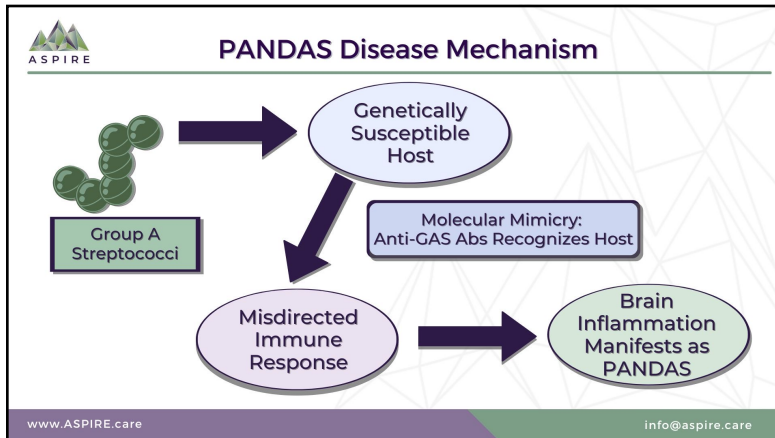 ASPIRE
PANDAS Disease Mechanism
Genetically
Susceptible
Host
Group A
Streptococci
Molecular Mimicry:
Anti-GAS Abs Recognizes Host
Misdirected
Immune
Response
Brain
Inflammation
Manifests as
PANDAS
www.ASPIRE.care
info@aspire.care